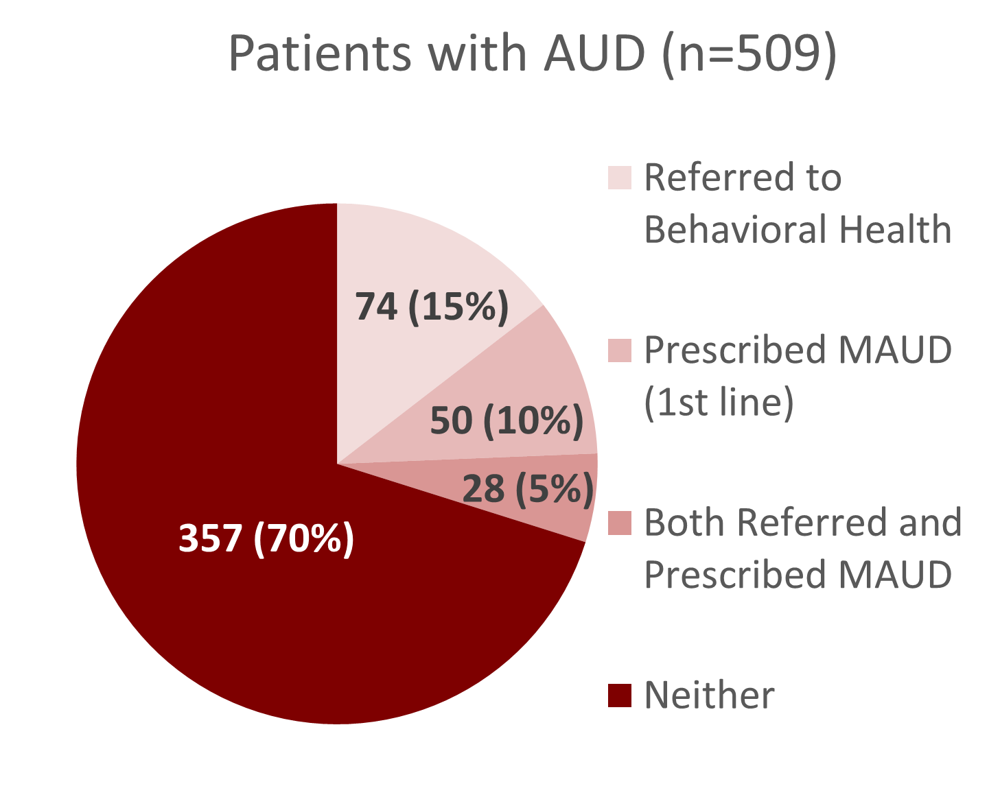 Patients with AUD (n=509)
74 (15%)
50 (10%)
28 (5%)
357 (70%)
Referred to
Behavioral Health
Prescribed MAUD
(1st line)
Both Referred and
Prescribed MAUD
Neither